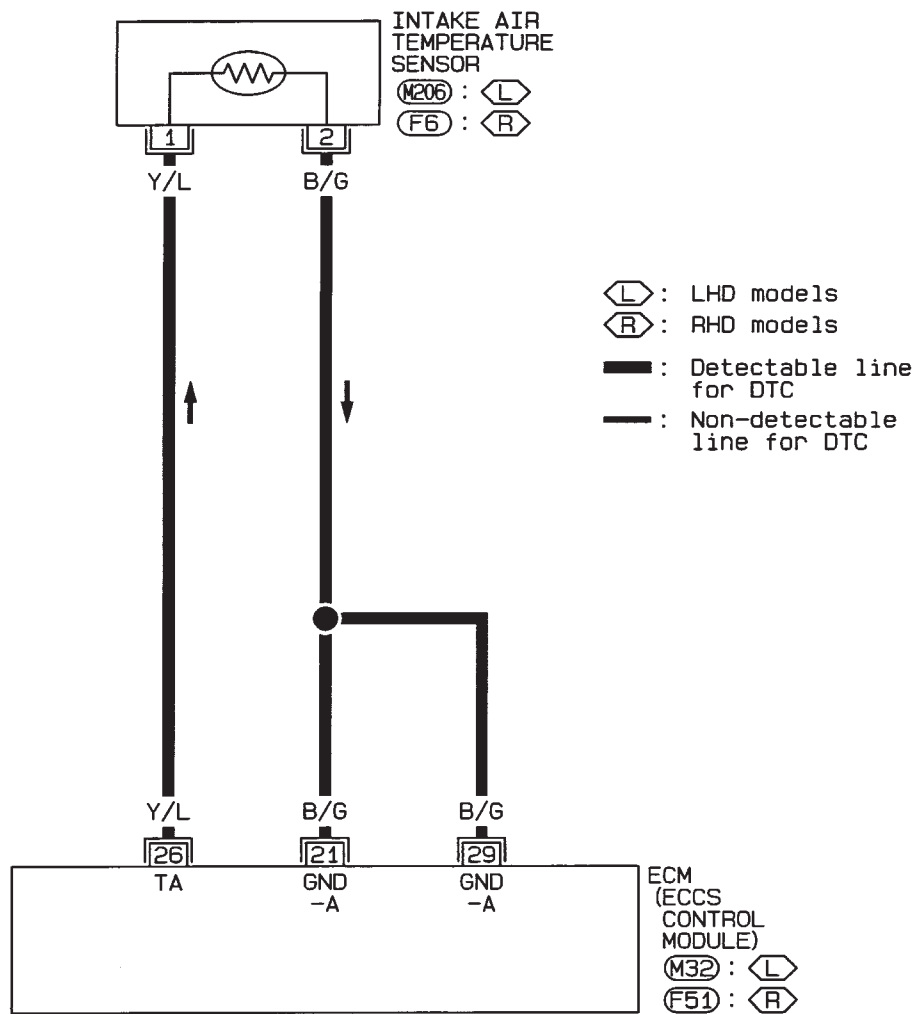 INTAKE AIR
TEMPERATURE
SENSOR
M206 : L
F6 : R
1 2
Y/L B/G
L : LHD models
R : RHD models
: Detectable line
for DTC
: Non-detectable
line for DTC
Y/L B/G B/G
26 21 29
TA GND GND
-A -A
ECM
(ECCS
CONTROL
MODULE)
M32 : L
F51 : R